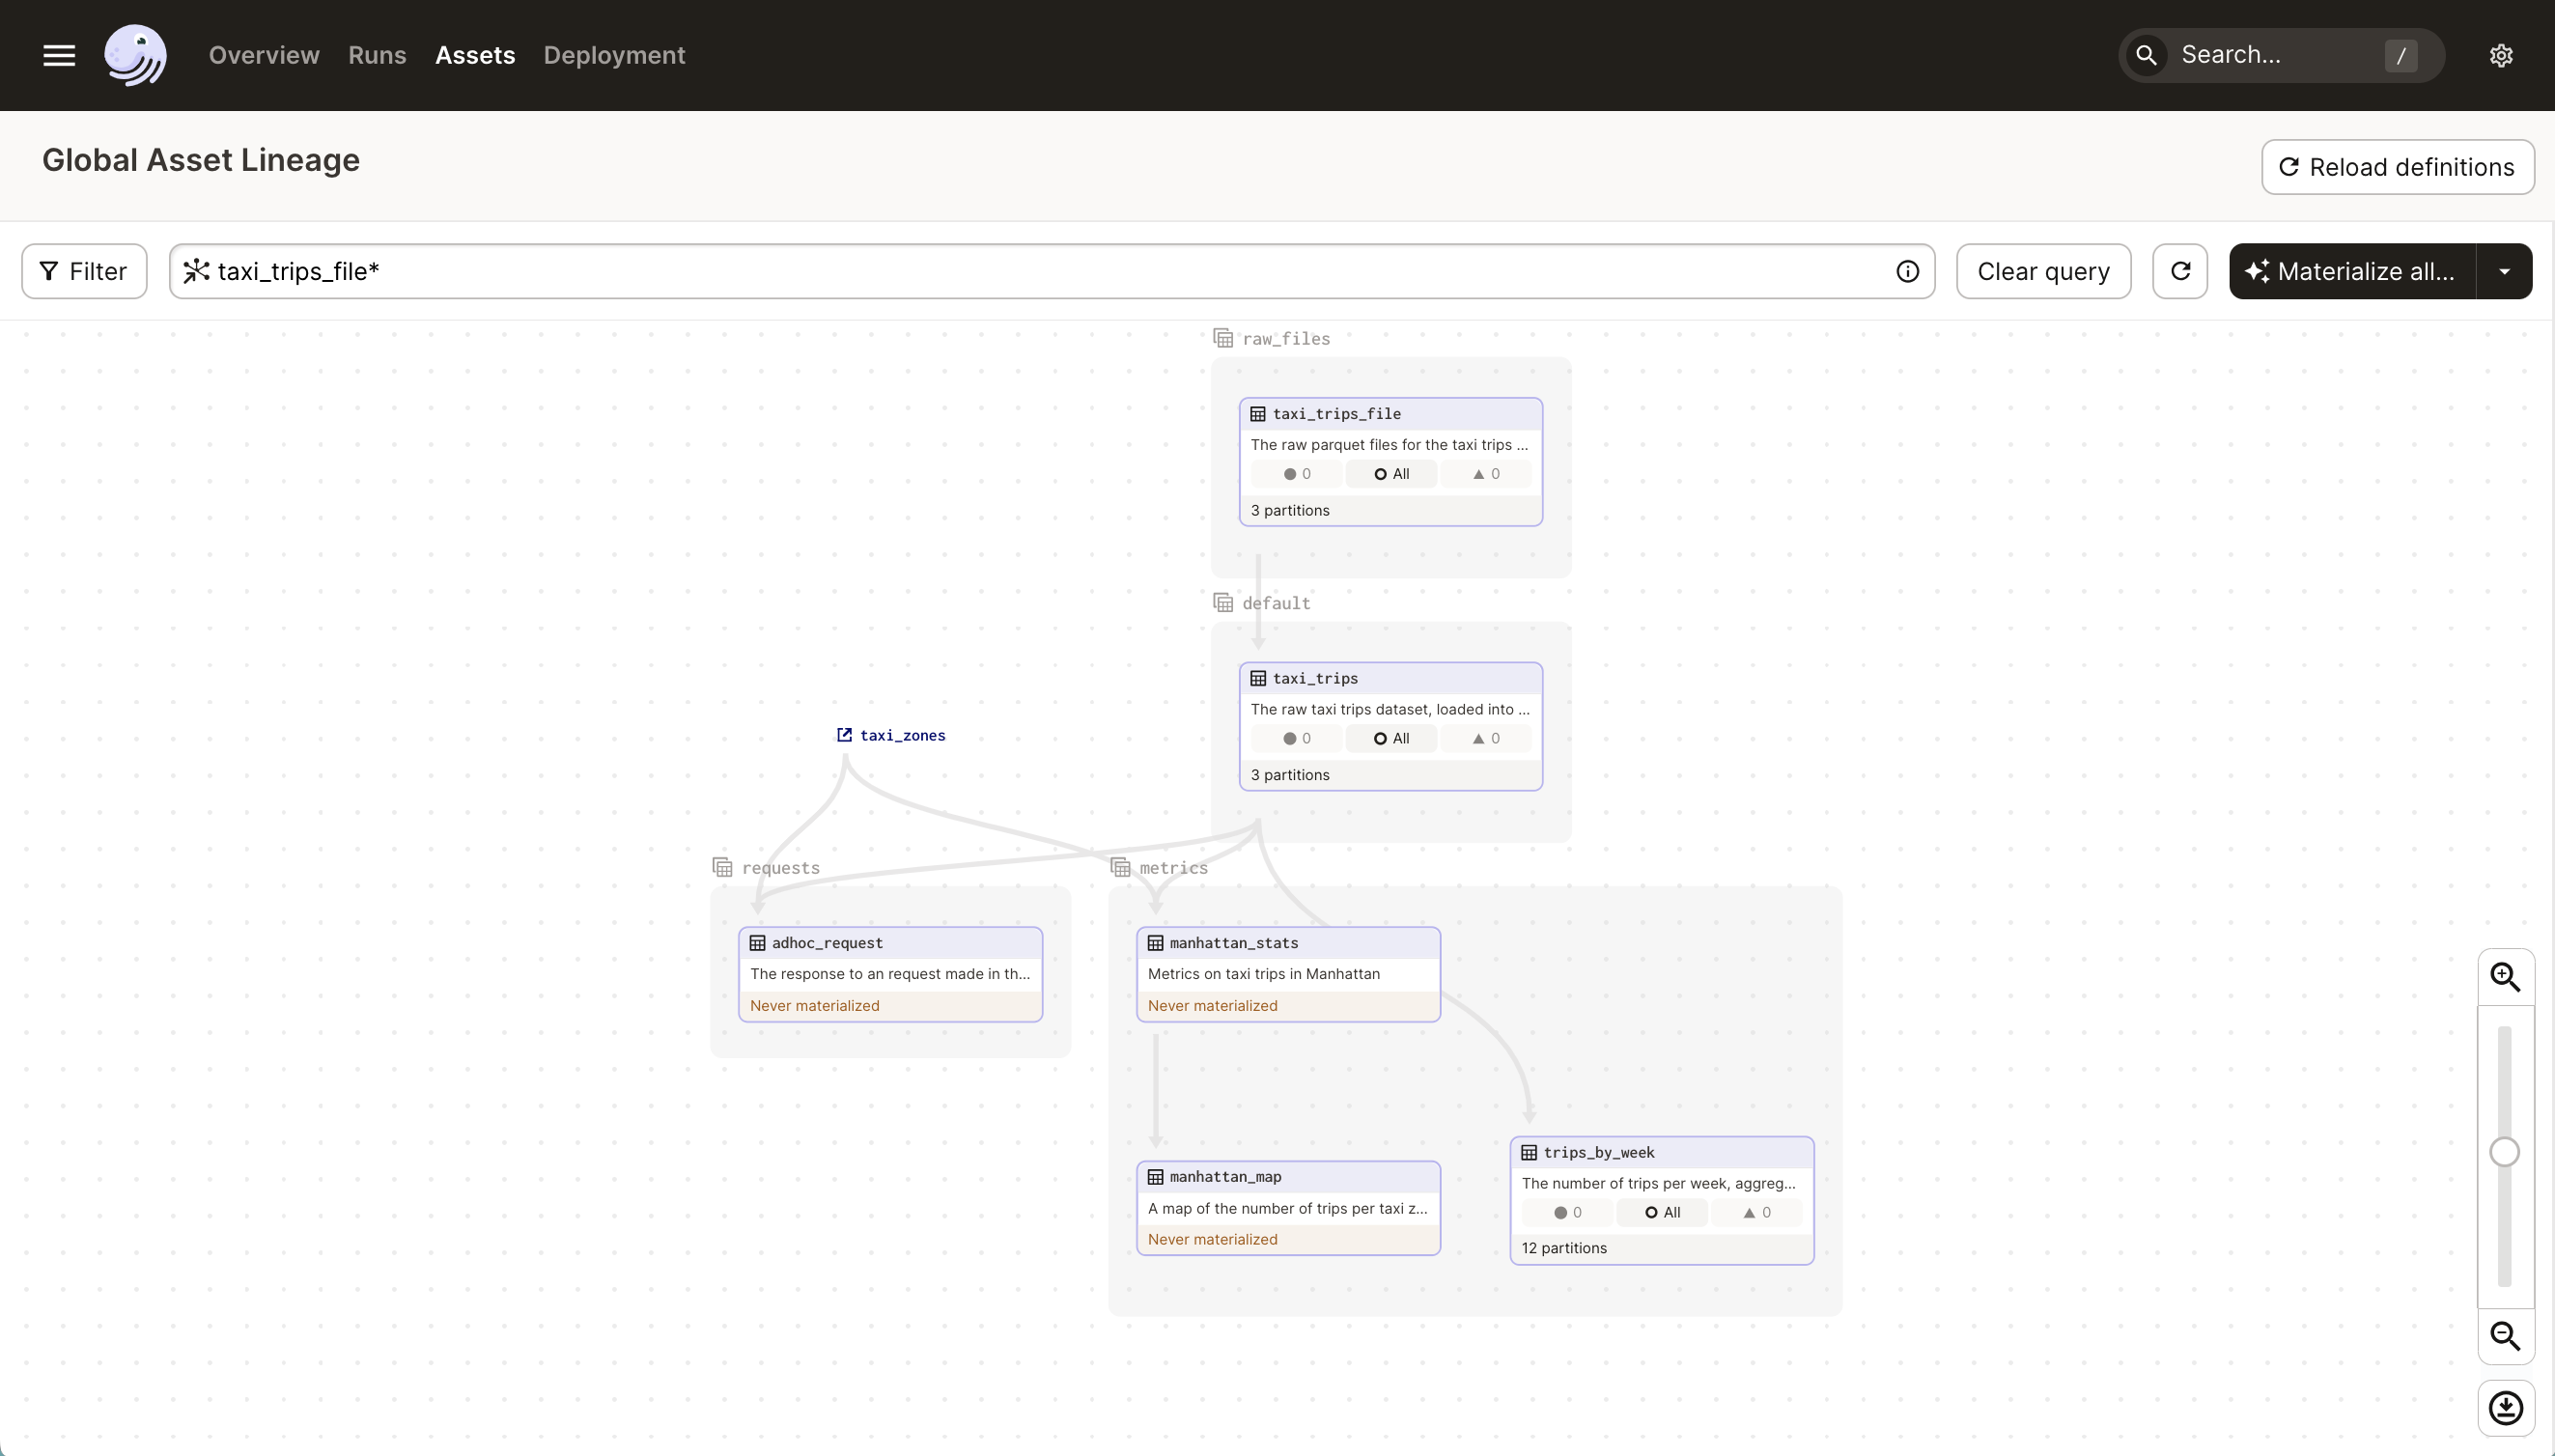 Overview Runs Assets Deployment
Search... /
Global Asset Lineage
Reload definitions
Filter
taxi_trips_file*
Clear query
Materialize all...
raw_files
taxi_trips_file
The raw parquet files for the taxi trips ...
0 All 0
3 partitions
default
taxi_trips
The raw taxi trips dataset, loaded into ...
0 All 0
3 partitions
taxi_zones
requests
adhoc_request
The response to an request made in th...
Never materialized
metrics
manhattan_stats
Metrics on taxi trips in Manhattan
Never materialized
manhattan_map
A map of the number of trips per taxi z...
Never materialized
trips_by_week
The number of trips per week, aggreg...
0 All 0
12 partitions